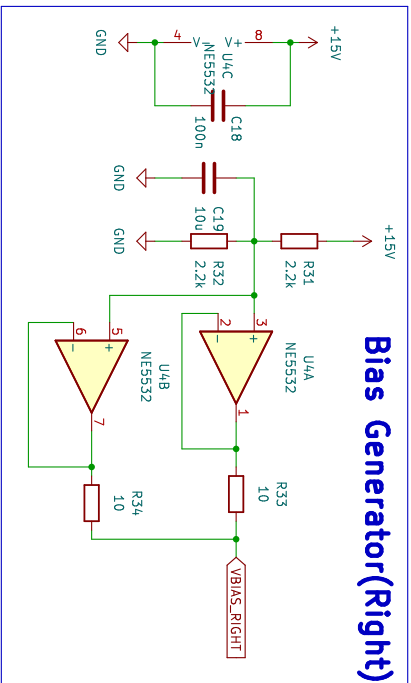 Bias Generator(Right)
+15V
8
V+
U4C
NE5532
V-
4
GND
C18
100n
+15V
R31
2.2k
C19
10u
GND
R32
2.2k
GND
U4A
NE5532
3
+
2
-
1
R33
10
U4B
NE5532
5
+
6
-
7
R34
10
VBIAS_RIGHT